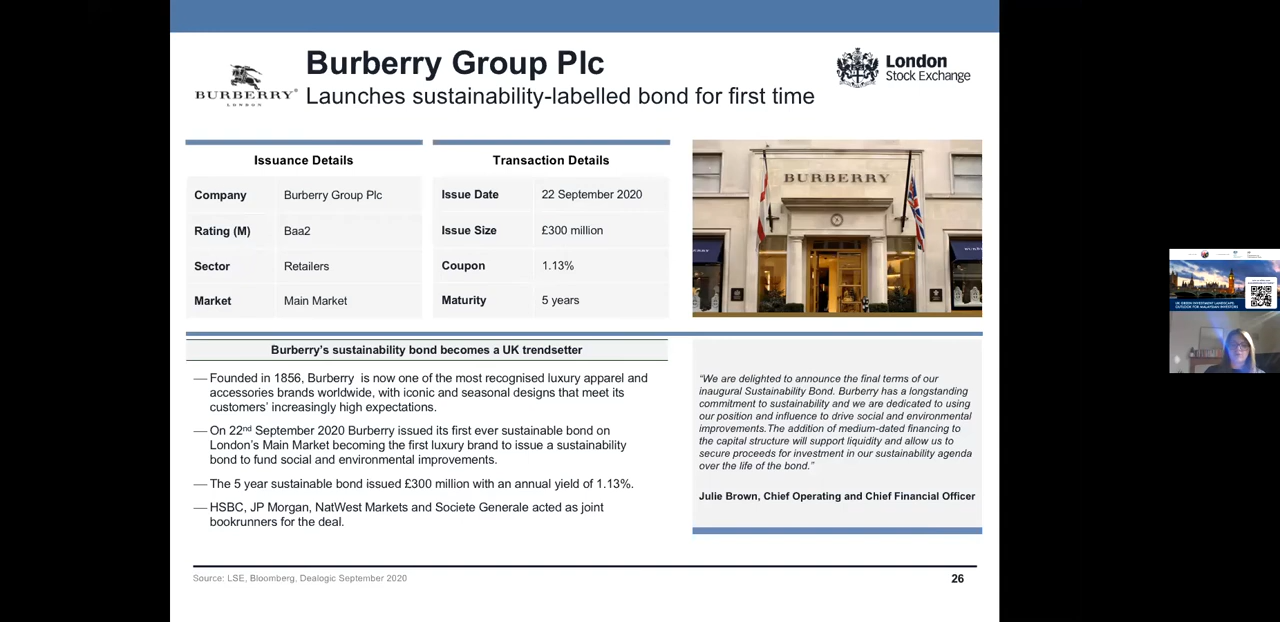 Burberry Group Plc
Launches sustainability-labelled bond for first time
BURBERRY
LONDON
London
Stock Exchange
Issuance Details
Company Burberry Group Plc
Rating (M) Baa2
Sector Retailers
Market Main Market
Transaction Details
Issue Date 22 September 2020
Issue Size £300 million
Coupon 1.13%
Maturity 5 years
BURBERRY
BURBERRY
Burberry's sustainability bond becomes a UK trendsetter
— Founded in 1856, Burberry is now one of the most recognised luxury apparel and
accessories brands worldwide, with iconic and seasonal designs that meet its
customers' increasingly high expectations.
— On 22nd September 2020 Burberry issued its first ever sustainable bond on
London's Main Market becoming the first luxury brand to issue a sustainability
bond to fund social and environmental improvements.
— The 5 year sustainable bond issued £300 million with an annual yield of 1.13%.
— HSBC, JP Morgan, NatWest Markets and Societe Generale acted as joint
bookrunners for the deal.
"We are delighted to announce the final terms of our
inaugural Sustainability Bond. Burberry has a longstanding
commitment to sustainability and we are dedicated to using
our position and influence to drive social and environmental
improvements.The addition of medium-dated financing to
the capital structure will support liquidity and allow us to
secure proceeds for investment in our sustainability agenda
over the life of the bond."
Julie Brown, Chief Operating and Chief Financial Officer
Source: LSE, Bloomberg, Dealogic September 2020
26
UK GREEN INVESTMENT LANDSCAPE
OUTLOOK FOR MALAYSIAN INVESTORS